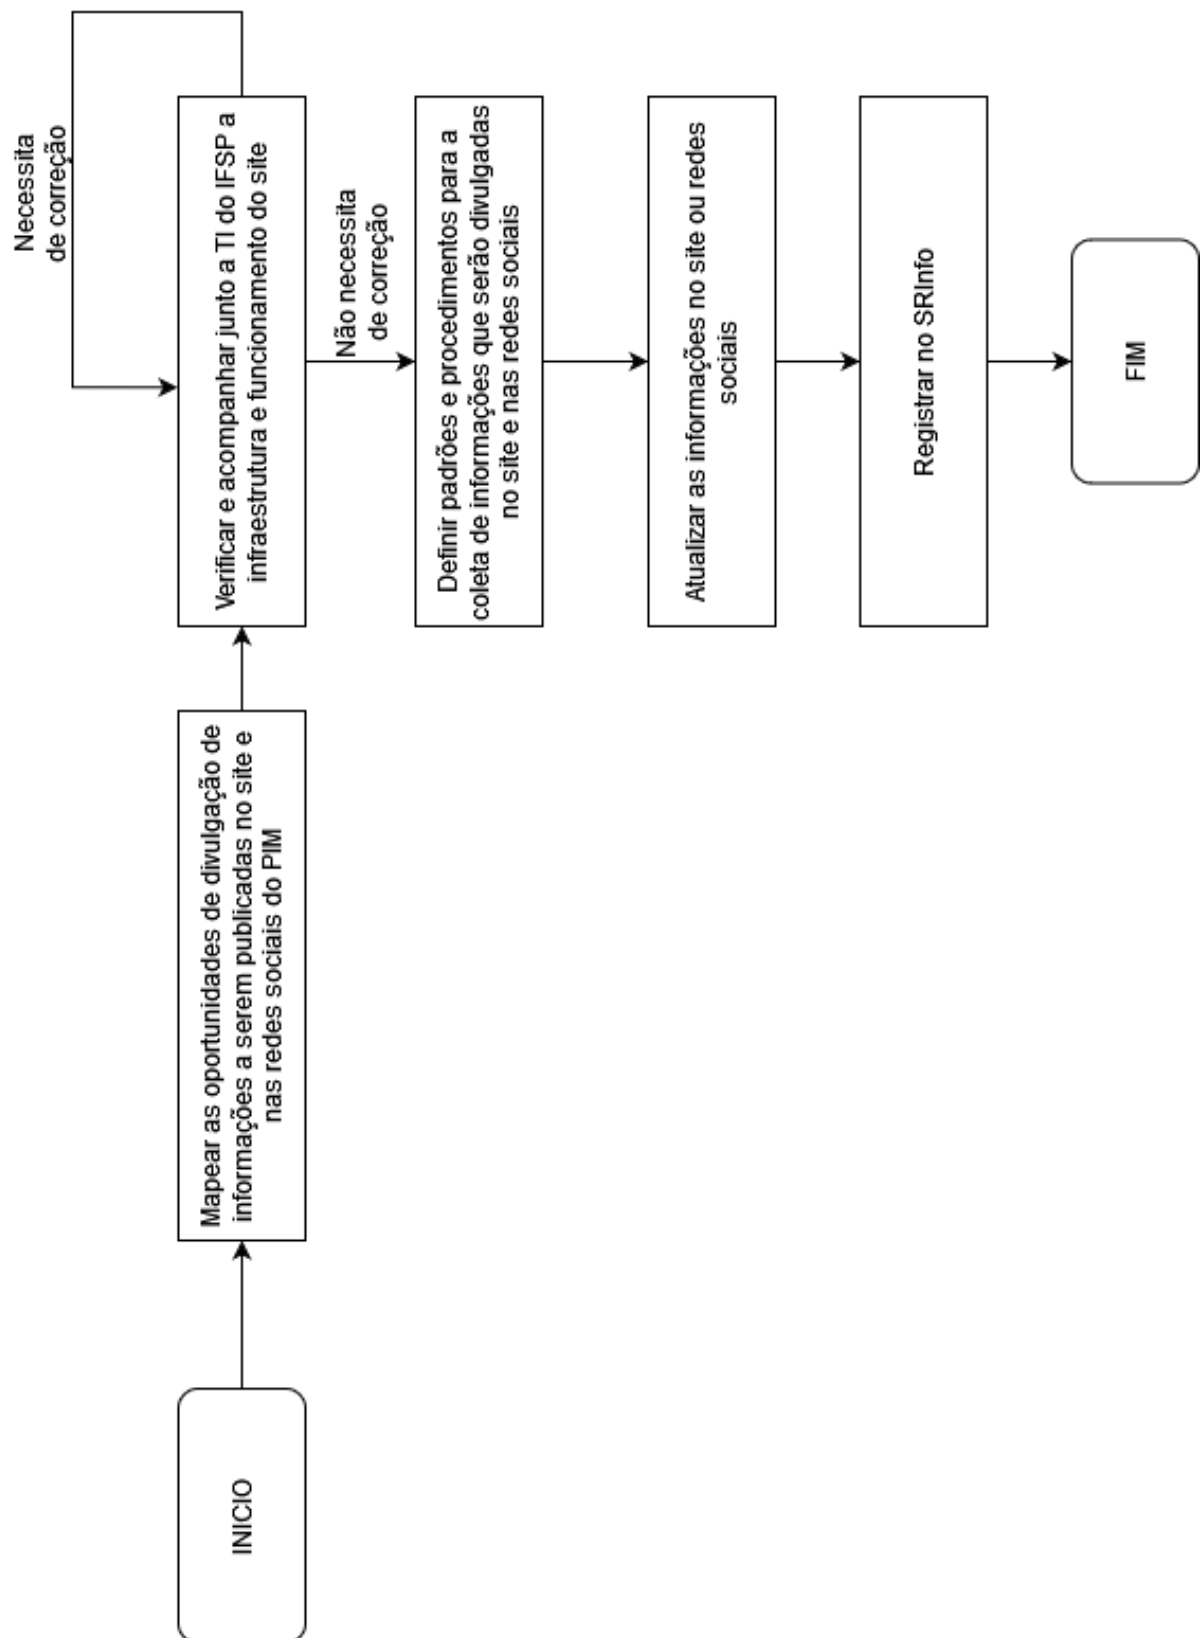 INICIO
Mapear as oportunidades de divulgação de
informações a serem publicadas no site e
nas redes sociais do PIM
Verificar e acompanhar junto a TI do IFSP a
infraestrutura e funcionamento do site
Necessita
de correção
Não necessita
de correção
Definir padrões e procedimentos para a
coleta de informações que serão divulgadas
no site e nas redes sociais
Atualizar as informações no site ou redes
sociais
Registrar no SRInfo
FIM